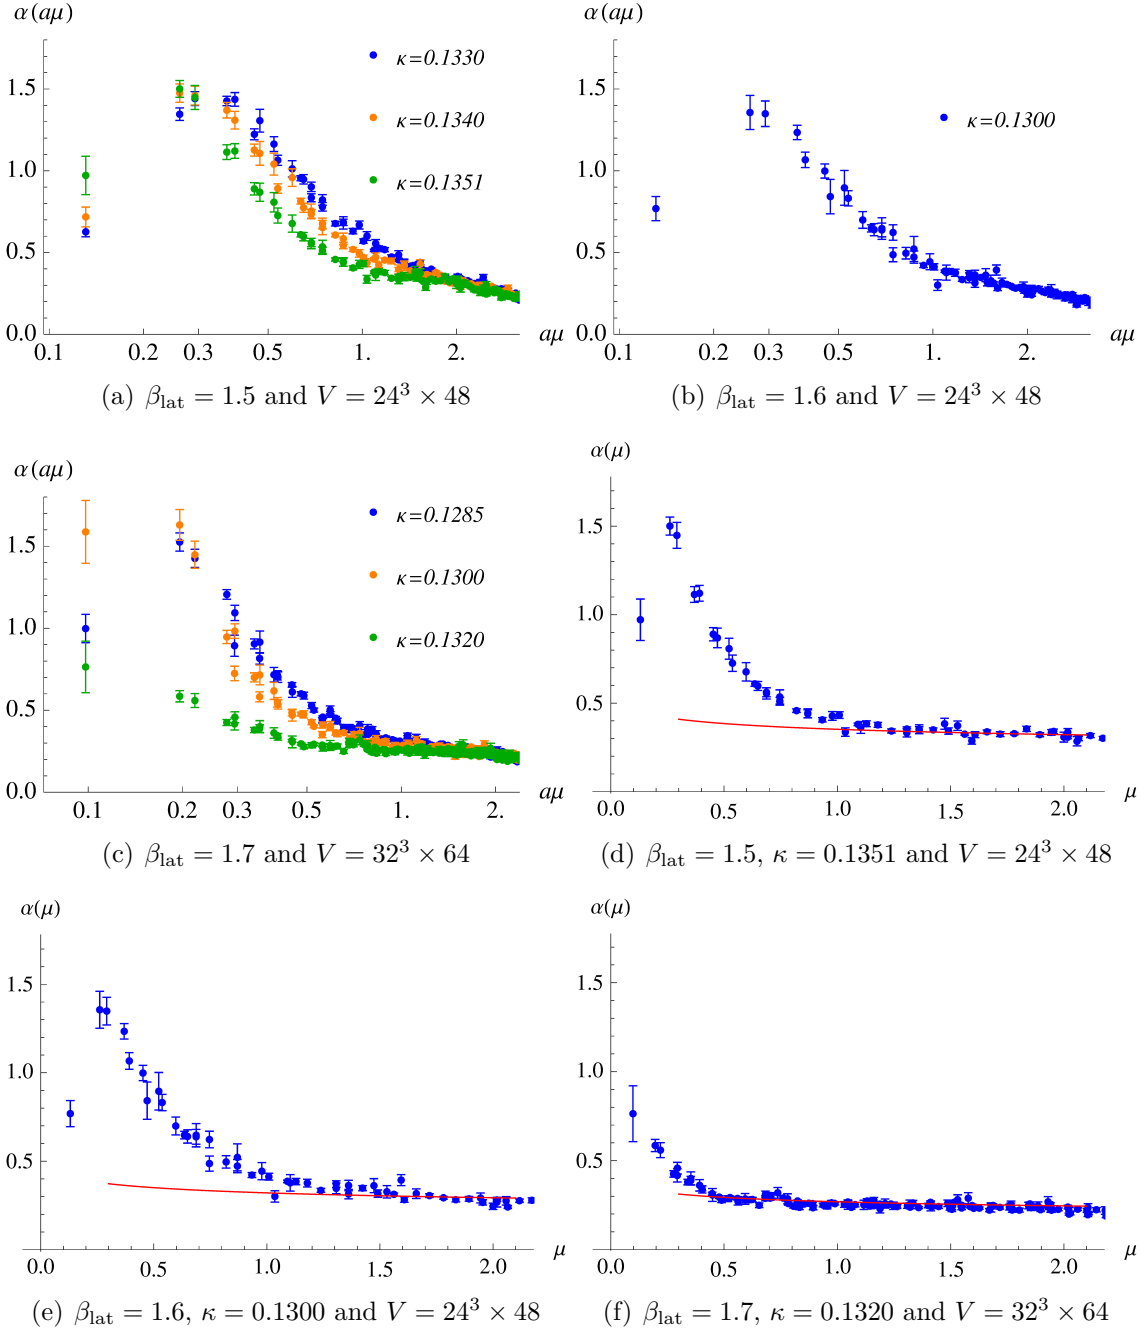 α(aμ)
1.5
1.0
0.5
0.0
0.1 0.2 0.3 0.5 1. 2. aμ
κ=0.1330
κ=0.1340
κ=0.1351
(a) β_lat = 1.5 and V = 24³ × 48
α(aμ)
1.5
1.0
0.5
0.0
0.1 0.2 0.3 0.5 1. 2. aμ
κ=0.1300
(b) β_lat = 1.6 and V = 24³ × 48
α(aμ)
1.5
1.0
0.5
0.0
0.1 0.2 0.3 0.5 1. 2. aμ
κ=0.1285
κ=0.1300
κ=0.1320
(c) β_lat = 1.7 and V = 32³ × 64
α(μ)
1.5
1.0
0.5
0.0 0.5 1.0 1.5 2.0 μ
(d) β_lat = 1.5, κ = 0.1351 and V = 24³ × 48
α(μ)
1.5
1.0
0.5
0.0 0.5 1.0 1.5 2.0 μ
(e) β_lat = 1.6, κ = 0.1300 and V = 24³ × 48
α(μ)
1.5
1.0
0.5
0.0 0.5 1.0 1.5 2.0 μ
(f) β_lat = 1.7, κ = 0.1320 and V = 32³ × 64